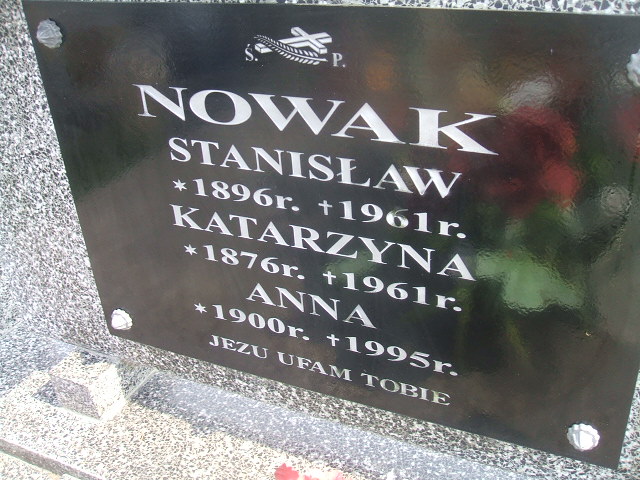 Ś. P.
NOWAK
STANISŁAW
*1896r. †1961r.
KATARZYNA
*1876r. †1961r.
ANNA
*1900r. †1995r.
JEZU UFAM TOBIE